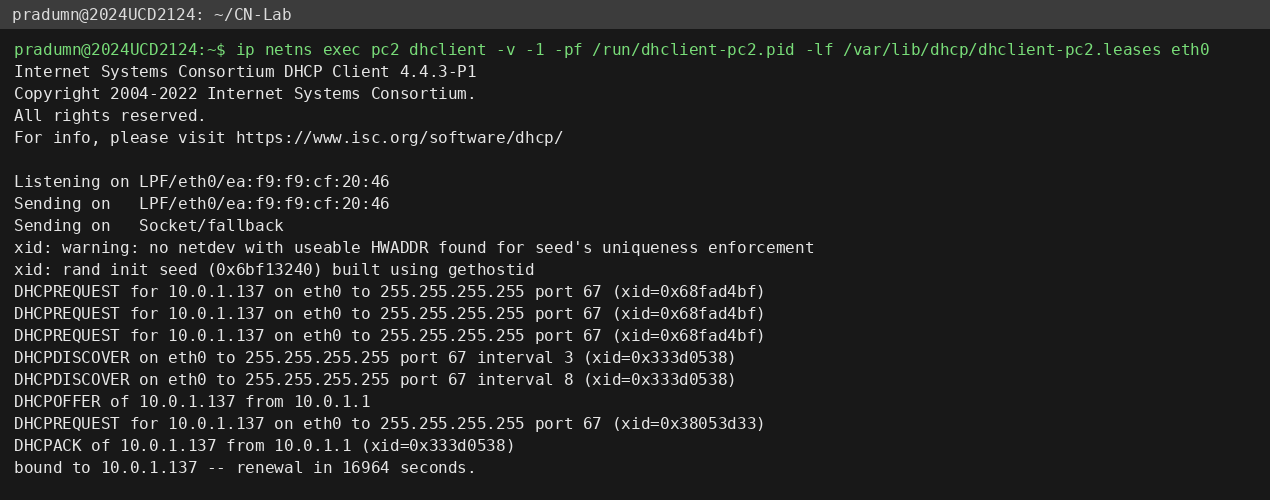 pradumn@2024UCD2124: ~/CN-Lab
pradumn@2024UCD2124:~$ ip netns exec pc2 dhclient -v -1 -pf /run/dhclient-pc2.pid -lf /var/lib/dhcp/dhclient-pc2.leases eth0
Internet Systems Consortium DHCP Client 4.4.3-P1
Copyright 2004-2022 Internet Systems Consortium.
All rights reserved.
For info, please visit https://www.isc.org/software/dhcp/
Listening on LPF/eth0/ea:f9:f9:cf:20:46
Sending on   LPF/eth0/ea:f9:f9:cf:20:46
Sending on   Socket/fallback
xid: warning: no netdev with useable HWADDR found for seed's uniqueness enforcement
xid: rand init seed (0x6bf13240) built using gethostid
DHCPREQUEST for 10.0.1.137 on eth0 to 255.255.255.255 port 67 (xid=0x68fad4bf)
DHCPREQUEST for 10.0.1.137 on eth0 to 255.255.255.255 port 67 (xid=0x68fad4bf)
DHCPREQUEST for 10.0.1.137 on eth0 to 255.255.255.255 port 67 (xid=0x68fad4bf)
DHCPDISCOVER on eth0 to 255.255.255.255 port 67 interval 3 (xid=0x333d0538)
DHCPDISCOVER on eth0 to 255.255.255.255 port 67 interval 8 (xid=0x333d0538)
DHCPOFFER of 10.0.1.137 from 10.0.1.1
DHCPREQUEST for 10.0.1.137 on eth0 to 255.255.255.255 port 67 (xid=0x38053d33)
DHCPACK of 10.0.1.137 from 10.0.1.1 (xid=0x333d0538)
bound to 10.0.1.137 -- renewal in 16964 seconds.